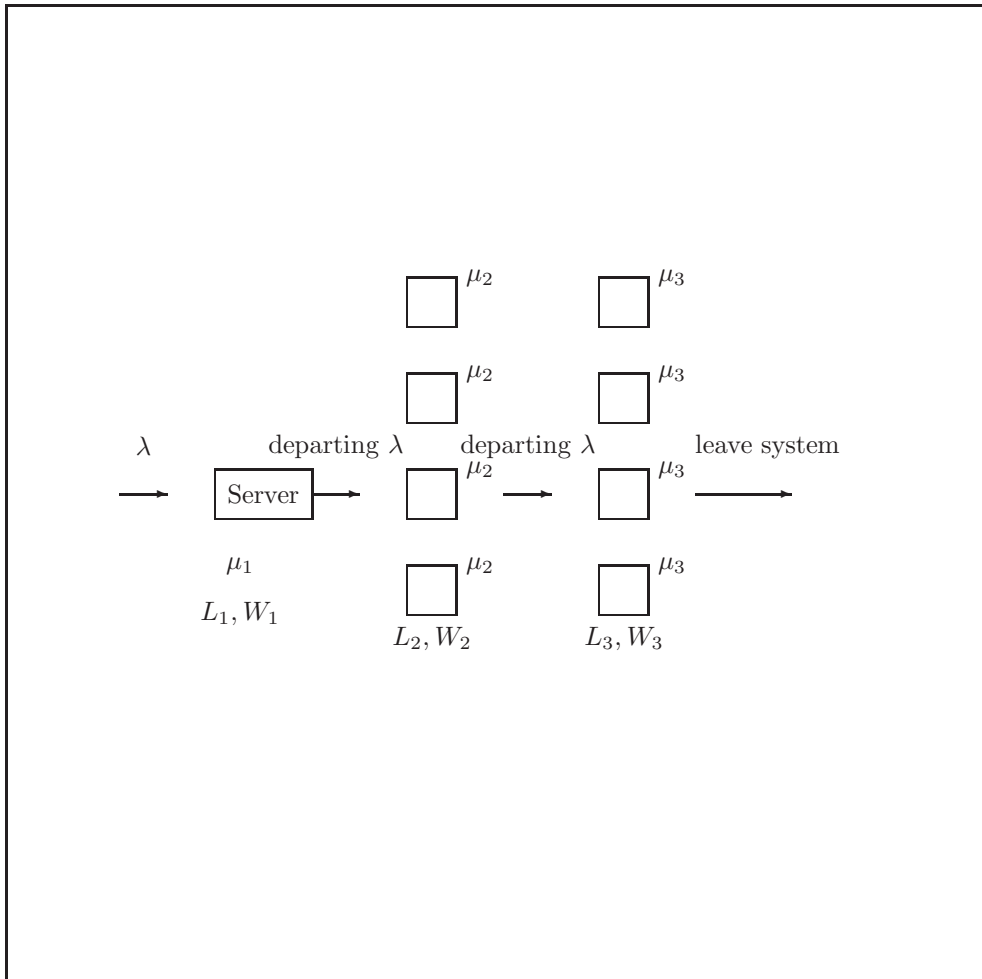 μ₂ μ₃
μ₂ μ₃
λ departing λ departing λ leave system
μ₂ μ₃
Server
μ₁ μ₂ μ₃
L₁, W₁
L₂, W₂ L₃, W₃